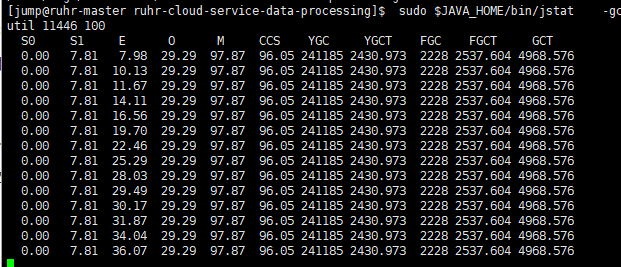 [jump@ruhr-master ruhr-cloud-service-data-processing]$ sudo $JAVA_HOME/bin/jstat -gc
util 11446 100
S0 S1 E O M CCS YGC YGCT FGC FGCT GCT
0.00 7.81 7.98 29.29 97.87 96.05 241185 2430.973 2228 2537.604 4968.576
0.00 7.81 10.13 29.29 97.87 96.05 241185 2430.973 2228 2537.604 4968.576
0.00 7.81 11.67 29.29 97.87 96.05 241185 2430.973 2228 2537.604 4968.576
0.00 7.81 14.11 29.29 97.87 96.05 241185 2430.973 2228 2537.604 4968.576
0.00 7.81 16.56 29.29 97.87 96.05 241185 2430.973 2228 2537.604 4968.576
0.00 7.81 19.70 29.29 97.87 96.05 241185 2430.973 2228 2537.604 4968.576
0.00 7.81 22.46 29.29 97.87 96.05 241185 2430.973 2228 2537.604 4968.576
0.00 7.81 25.29 29.29 97.87 96.05 241185 2430.973 2228 2537.604 4968.576
0.00 7.81 28.03 29.29 97.87 96.05 241185 2430.973 2228 2537.604 4968.576
0.00 7.81 29.49 29.29 97.87 96.05 241185 2430.973 2228 2537.604 4968.576
0.00 7.81 30.17 29.29 97.87 96.05 241185 2430.973 2228 2537.604 4968.576
0.00 7.81 31.87 29.29 97.87 96.05 241185 2430.973 2228 2537.604 4968.576
0.00 7.81 34.04 29.29 97.87 96.05 241185 2430.973 2228 2537.604 4968.576
0.00 7.81 36.07 29.29 97.87 96.05 241185 2430.973 2228 2537.604 4968.576